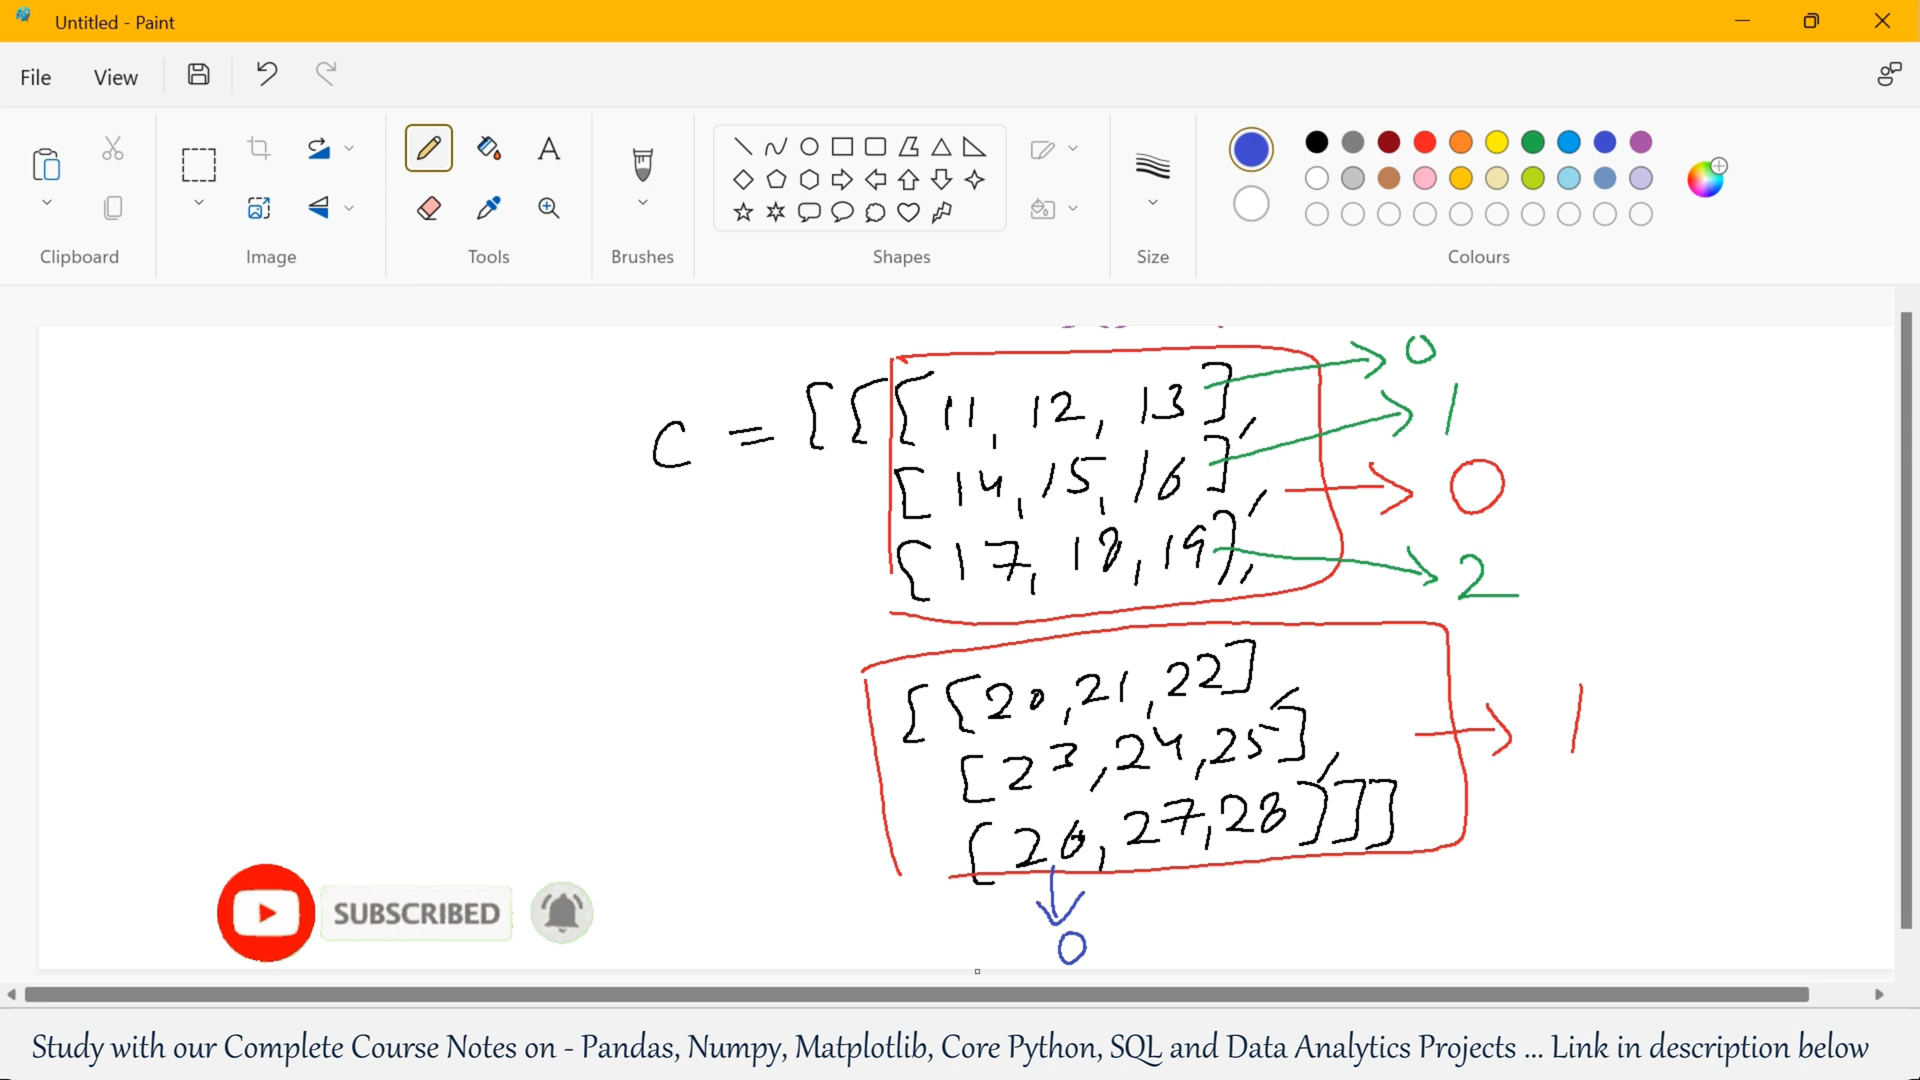 Untitled - Paint
File View
Clipboard Image Tools Brushes Shapes Size Colours
0
C = [[[11, 12, 13],
1
[14, 15, 16],
0
[17, 18, 19],
2
[[20, 21, 22]
[23, 24, 25],
1
[26, 27, 28]]]
0
SUBSCRIBED
Study with our Complete Course Notes on - Pandas, Numpy, Matplotlib, Core Python, SQL and Data Analytics Projects ... Link in description below